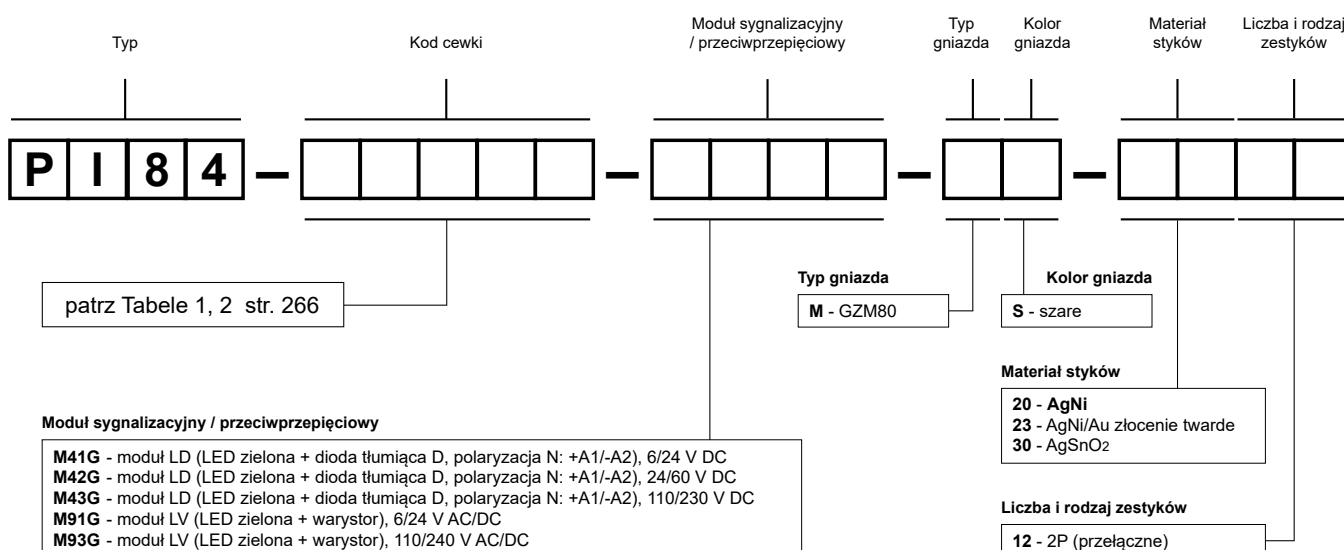 Typ
Kod cewki
Moduł sygnalizacyjny
/ przeciwprzepięciowy
Typ
gniazda
Kolor
gniazda
Materiał
styków
Liczba i rodzaj
zestyków
P I 8 4 – – – –
patrz Tabele 1, 2 str. 266
Typ gniazda
M - GZM80
Kolor gniazda
S - szare
Materiał styków
20 - AgNi
23 - AgNi/Au złocenie twarde
30 - AgSnO2
Moduł sygnalizacyjny / przeciwprzepięciowy
M41G - moduł LD (LED zielona + dioda tłumiąca D, polaryzacja N: +A1/-A2), 6/24 V DC
M42G - moduł LD (LED zielona + dioda tłumiąca D, polaryzacja N: +A1/-A2), 24/60 V DC
M43G - moduł LD (LED zielona + dioda tłumiąca D, polaryzacja N: +A1/-A2), 110/230 V DC
M91G - moduł LV (LED zielona + warystor), 6/24 V AC/DC
M93G - moduł LV (LED zielona + warystor), 110/240 V AC/DC
Liczba i rodzaj zestyków
12 - 2P (przełączne)